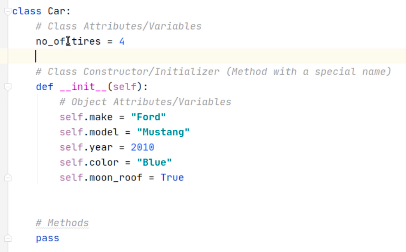 class Car:
# Class Attributes/Variables
no_of_tires = 4
# Class Constructor/Initializer (Method with a special name)
def __init__(self):
# Object Attributes/Variables
self.make = "Ford"
self.model = "Mustang"
self.year = 2010
self.color = "Blue"
self.moon_roof = True
# Methods
pass